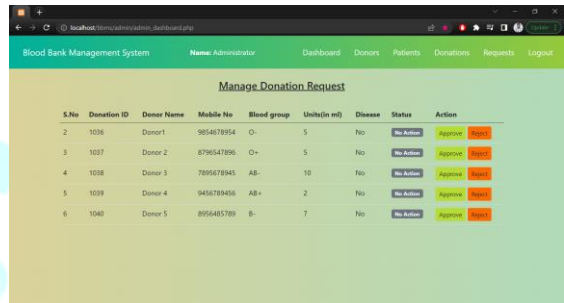 localhost/bbms/admin/admin_dashboard.php
Update
Blood Bank Management System Name: Administrator Dashboard Donors Patients Donations Requests Logout
Manage Donation Request
S.No Donation ID Donor Name Mobile No Blood group Units(in ml) Disease Status Action
2 1036 Donor1 9854678954 O- 5 No No Action Approve Reject
3 1037 Donor 2 8796547896 O+ 5 No No Action Approve Reject
4 1038 Donor 3 7895678945 AB- 10 No No Action Approve Reject
5 1039 Donor 4 9456789456 AB+ 2 No No Action Approve Reject
6 1040 Donor 5 8956485789 B- 7 No No Action Approve Reject